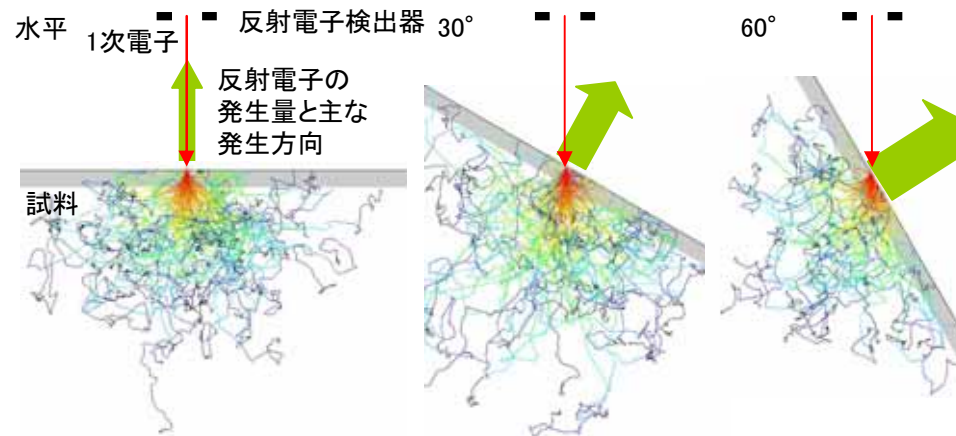 水平
1次電子
反射電子検出器
30°
60°
反射電子の
発生量と主な
発生方向
試料